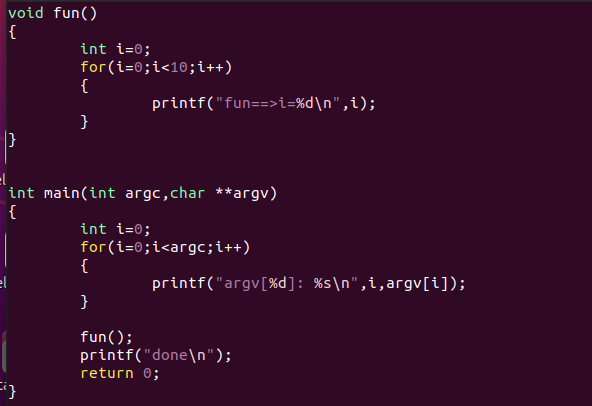 void fun()
{
        int i=0;
        for(i=0;i<10;i++)
        {
                printf("fun==>i=%d\n",i);
        }
}
int main(int argc,char **argv)
{
        int i=0;
        for(i=0;i<argc;i++)
        {
                printf("argv[%d]: %s\n",i,argv[i]);
        }
        fun();
        printf("done\n");
        return 0;
}